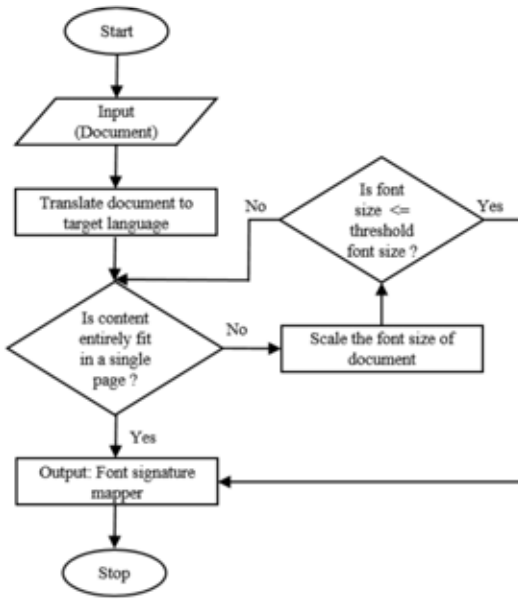 Start
Input
(Document)
Translate document to
target language
Is content
entirely fit
in a single
page ?
No
Scale the font size of
document
Is font
size <=
threshold
font size ?
No
Yes
Yes
Output: Font signature
mapper
Stop